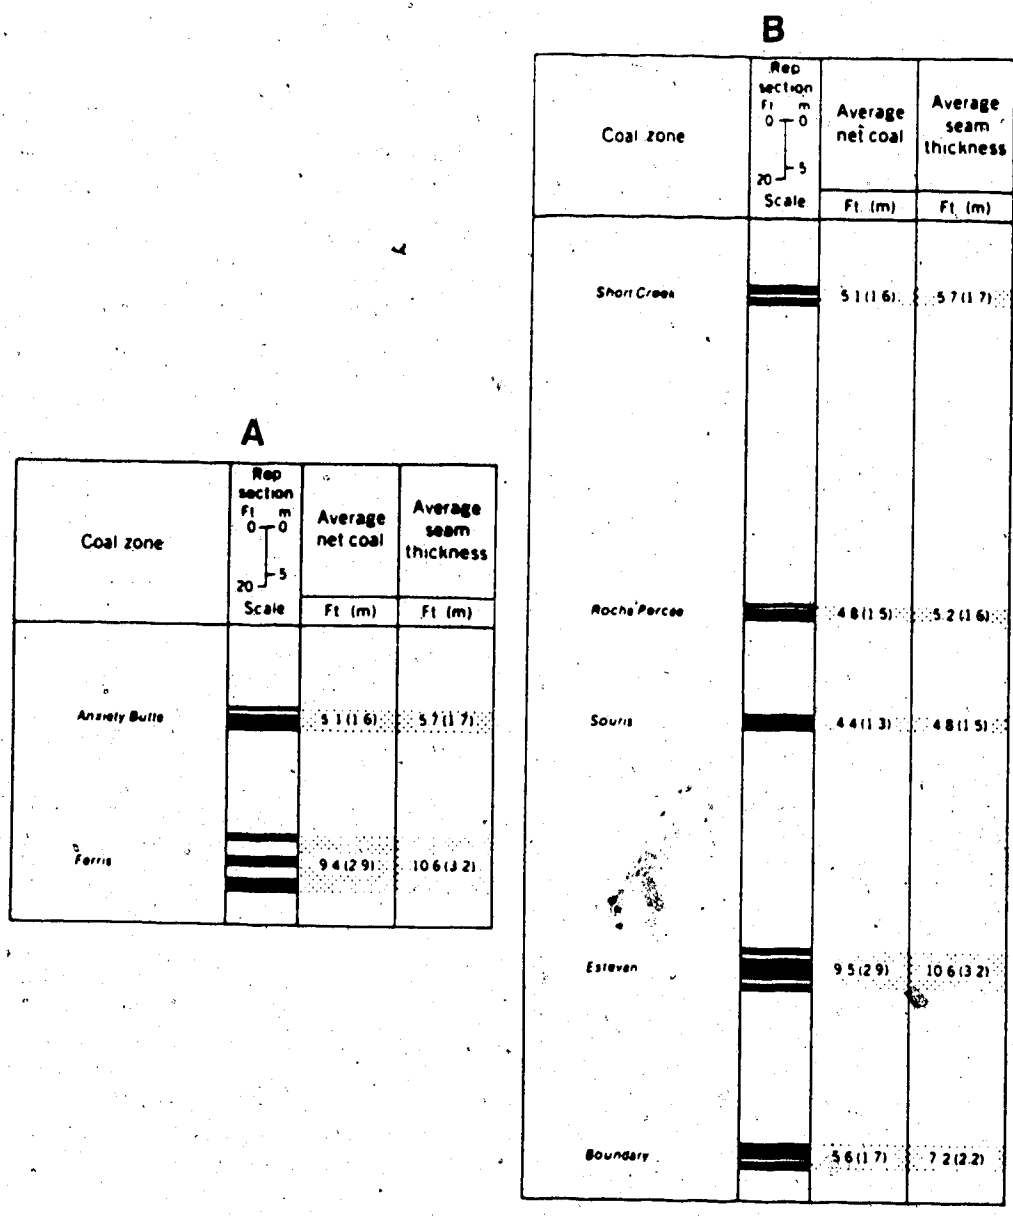 A
Coal zone
Rep
section
Ft m
0 0
5
20
Scale
Average
net coal
Average
seam
thickness
Ft (m)
Ft (m)
Anxiety Butte
5.1(1.6)
5.7(1.7)
Ferris
9.4(2.9)
10.6(3.2)
B
Coal zone
Rep
section
Ft m
0 0
5
20
Scale
Average
net coal
Average
seam
thickness
Ft. (m)
Ft. (m)
Short Creek
5.1(1.6)
5.7(1.7)
Roche Percee
4.8(1.5)
5.2(1.6)
Souris
4.4(1.3)
4.8(1.5)
Estevan
9.5(2.9)
10.6(3.2)
Boundary
5.6(1.7)
7.2(2.2)